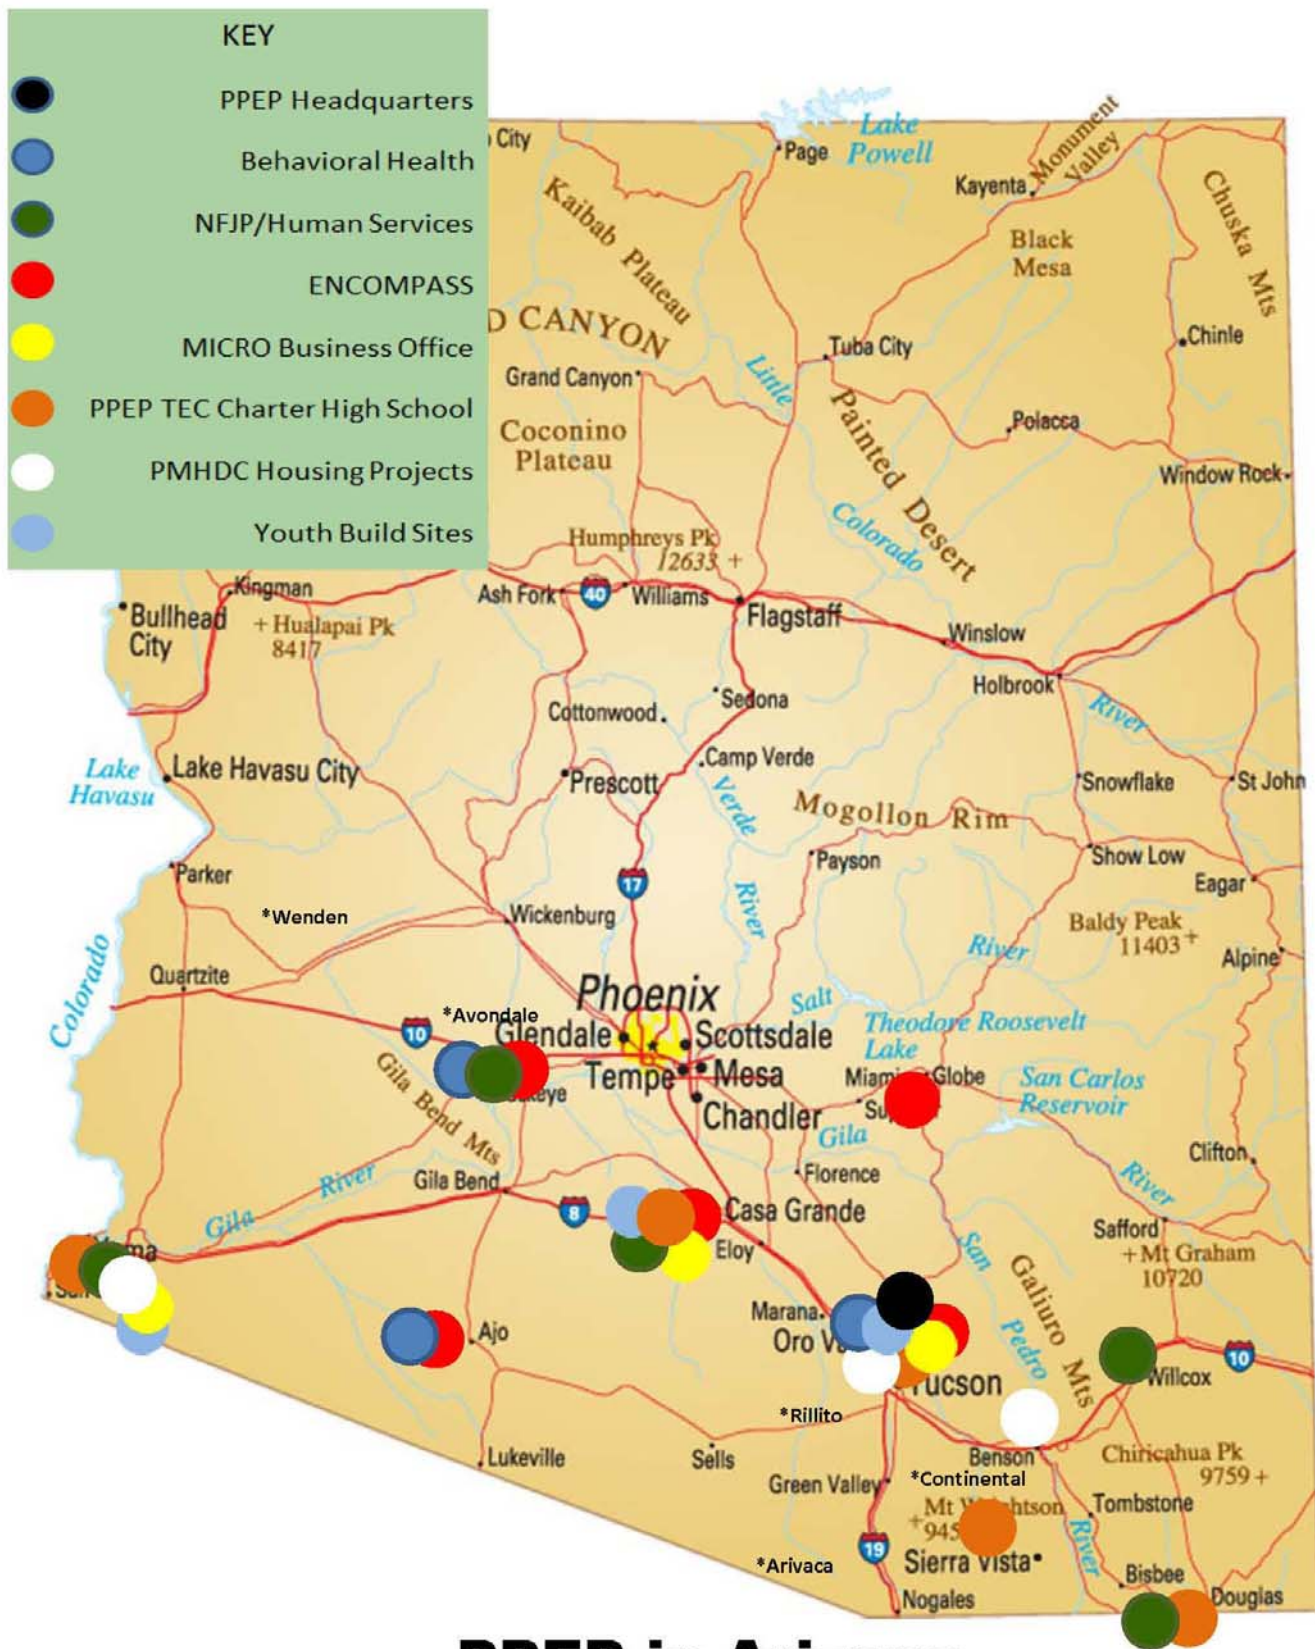 KEY
PPEP Headquarters
Behavioral Health
NFJP/Human Services
ENCOMPASS
MICRO Business Office
PPEP TEC Charter High School
PMHDC Housing Projects
Youth Build Sites
City
Page
Lake
Powell
Monument
Valley
Kayenta
Chuska Mts
Kaibab Plateau
Black
Mesa
D CANYON
Tuba City
Chinle
Grand Canyon
Little
Painted Desert
Coconino
Plateau
Polacca
Window Rock
Colorado
Humphreys Pk
12633 +
Kingman
Ash Fork
40
Williams
Flagstaff
Bullhead
City
+ Hualapai Pk
8417
Winslow
Holbrook
River
Sedona
Cottonwood
Camp Verde
Lake
Havasu
Lake Havasu City
Prescott
Verde
River
Mogollon Rim
Snowflake
St John
Payson
Show Low
Eagar
Parker
17
*Wenden
Wickenburg
Baldy Peak
11403 +
River
Alpine
Colorado
Quartzite
Phoenix
Salt
*Avondale
10
Glendale
Scottsdale
Theodore Roosevelt
Lake
Tempe
Mesa
Miami
Globe
San Carlos
Reservoir
Gila Bend Mts
Chandler
Gila
Clifton
Florence
River
Gila Bend
Gila River
8
Casa Grande
Safford
Eloy
San
Pedro
River
+ Mt Graham
10720
Galiuro Mts
Marana
Oro
Ajo
10
Tucson
Willcox
*Rillito
Lukeville
Sells
Benson
Chiricahua Pk
9759 +
Green Valley
*Continental
+ Mt
Tombstone
19
Sierra Vista
*Arivaca
Bisbee
Nogales
Douglas
PPEP in Arizona